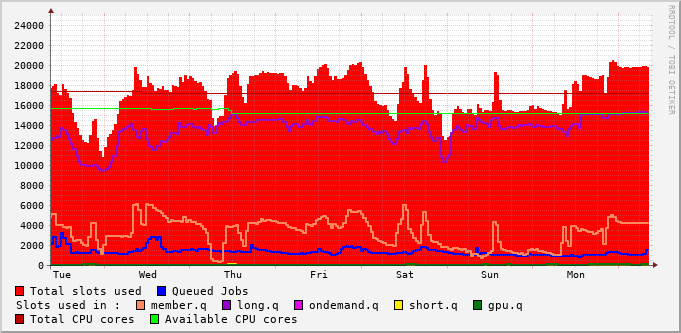 RRDTOOL / TOBI OETIKER
24000
22000
20000
18000
16000
14000
12000
10000
8000
6000
4000
2000
0
Tue Wed Thu Fri Sat Sun Mon
Total slots used Queued Jobs
Slots used in : member.q long.q ondemand.q short.q gpu.q
Total CPU cores Available CPU cores